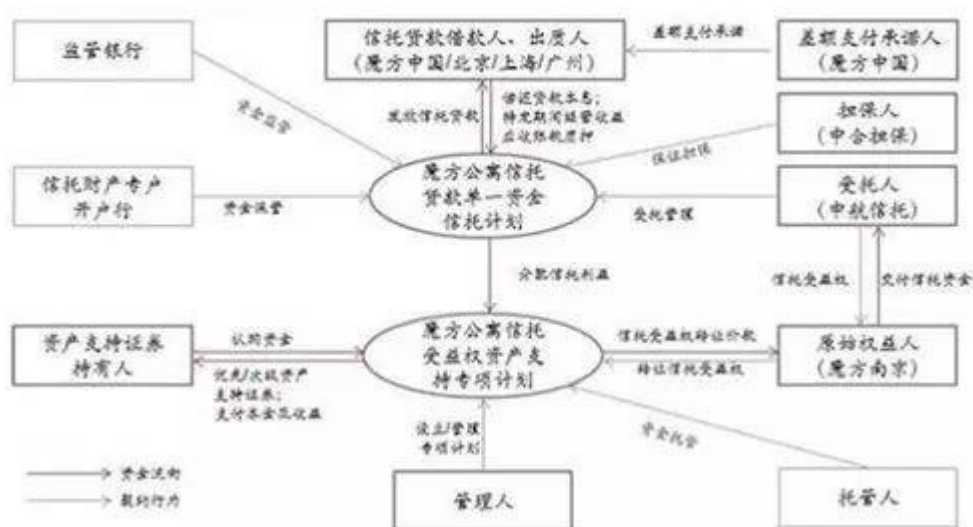 监管银行
信托贷款借款人、出质人
(魔方中国/北京/上海/广州)
差额支付承诺
差额支付承诺人
(魔方中国)
资金监管
发放信托贷款
偿还贷款本息;
特定期间经营收益
应收账款质押
保证担保
担保人
(中合担保)
信托财产专户
开户行
资金保管
魔方公寓信托
贷款单一资金
信托计划
受托管理
受托人
(中航信托)
分配信托利益
信托受益权
交付信托资金
资产支持证券
持有人
认购资金
优先/次级资产
支持证券;
支付本金及收益
魔方公寓信托
受益权资产支
持专项计划
信托受益权转让价款
转让信托受益权
原始权益人
(魔方南京)
设立/管理
专项计划
资金托管
资金流向
管理人
托管人